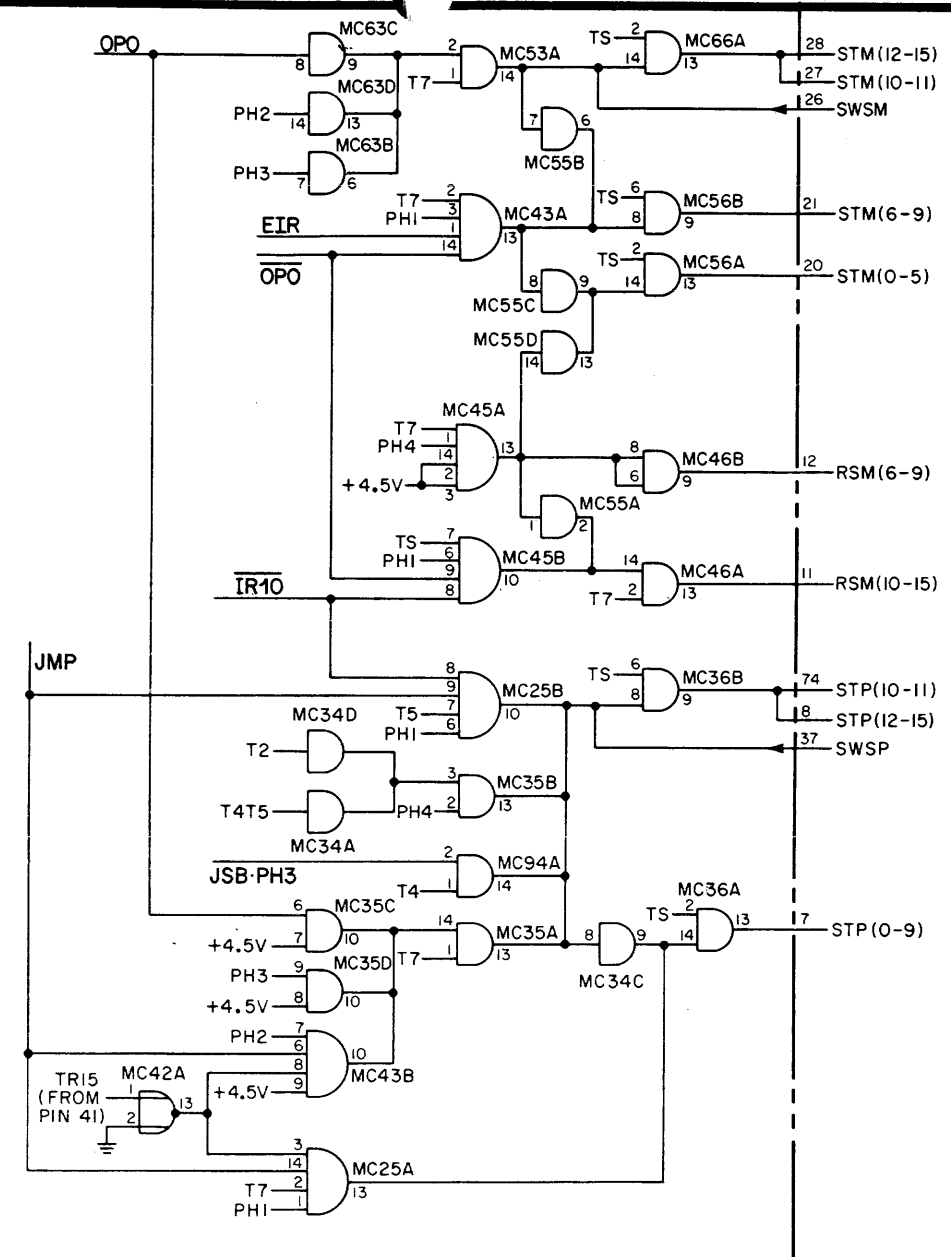 OPO
8
MC63C
9
2
MC53A
TS
2
MC66A
28
STM(12-15)
T7
1
14
14
13
27
STM(10-11)
MC63D
PH2
14
13
26
SWSM
7
6
MC63B
MC55B
PH3
7
6
T7
2
PH1
3
MC43A
TS
6
MC56B
21
STM(6-9)
EIR
1
13
8
9
14
OPO
TS
2
MC56A
20
STM(0-5)
8
9
14
13
MC55C
MC55D
14
13
MC45A
T7
1
13
8
MC46B
12
RSM(6-9)
PH4
14
6
9
2
+4.5V
3
MC55A
1
2
TS
7
PH1
6
MC45B
14
MC46A
11
RSM(10-15)
9
10
T7
2
13
8
IR10
JMP
8
TS
6
MC36B
74
STP(10-11)
9
MC25B
8
9
T5
7
10
8
STP(12-15)
PH1
6
37
SWSP
MC34D
T2
3
MC35B
PH4
2
13
T4T5
MC34A
2
MC94A
JSB·PH3
T4
1
14
MC36A
6
MC35C
14
MC35A
TS
2
13
7
STP(0-9)
+4.5V
7
10
T7
1
13
8
9
14
MC34C
PH3
9
MC35D
+4.5V
8
10
PH2
7
6
10
8
MC43B
+4.5V
9
TR15
(FROM
PIN 41)
MC42A
1
13
2
3
14
MC25A
T7
2
13
PH1
1